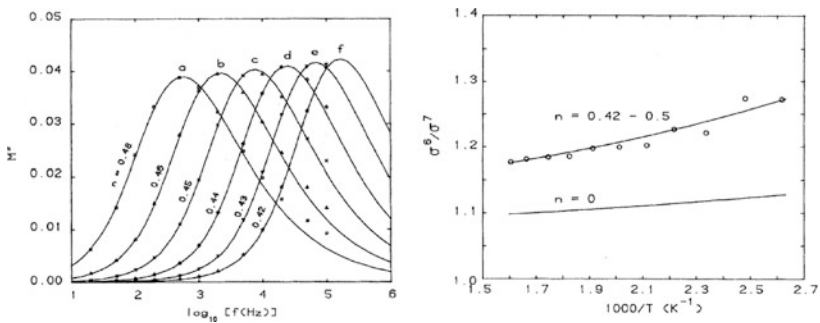 0.05
0.04
0.03
0.02
0.01
0.00
M"
a b c d e f
n = 0.48
0.46
0.45
0.44
0.43
0.42
1 2 3 4 5 6
log₁₀ [f(Hz)]
1.4
1.3
1.2
1.1
1.0
σ⁶/σ⁷
n = 0.42 - 0.5
n = 0
1.5 1.7 1.9 2.1 2.3 2.5 2.7
1000/T (K⁻¹)